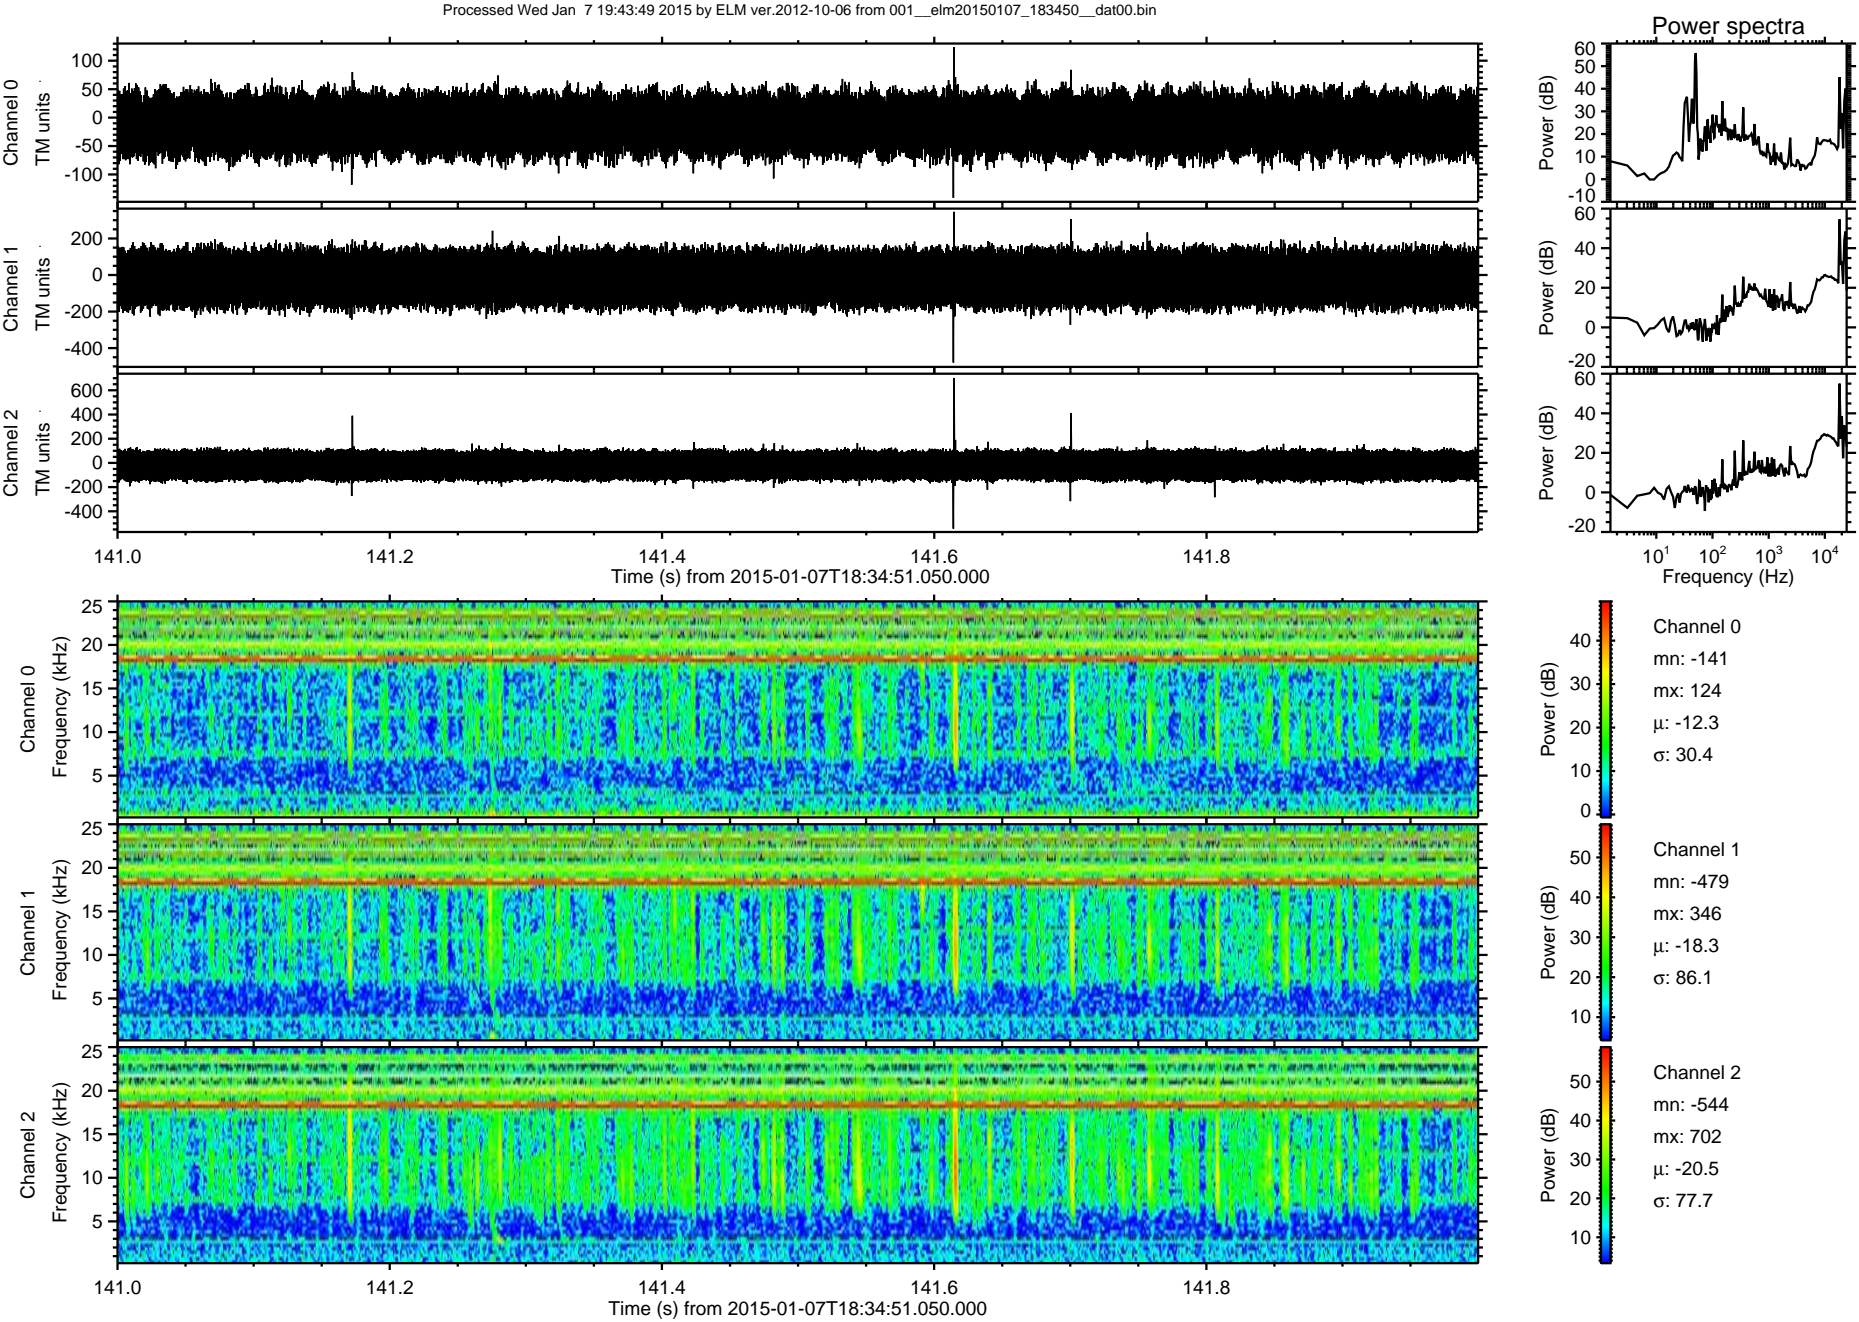 Processed Wed Jan  7 19:43:49 2015 by ELM ver.2012-10-06 from 001__elm20150107_183450__dat00.bin
Power spectra
Channel 0
TM units
100
50
0
-50
-100
Power (dB)
60
50
40
30
20
10
0
-10
Channel 1
TM units
200
0
-200
-400
Power (dB)
60
40
20
0
-20
Channel 2
TM units
600
400
200
0
-200
-400
Power (dB)
60
40
20
0
-20
141.0 141.2 141.4 141.6 141.8
Time (s) from 2015-01-07T18:34:51.050.000
10^1 10^2 10^3 10^4
Frequency (Hz)
Channel 0
Frequency (kHz)
25
20
15
10
5
Power (dB)
40
30
20
10
0
Channel 0
mn: -141
mx: 124
μ: -12.3
σ: 30.4
Channel 1
Frequency (kHz)
25
20
15
10
5
Power (dB)
50
40
30
20
10
Channel 1
mn: -479
mx: 346
μ: -18.3
σ: 86.1
Channel 2
Frequency (kHz)
25
20
15
10
5
Power (dB)
50
40
30
20
10
Channel 2
mn: -544
mx: 702
μ: -20.5
σ: 77.7
141.0 141.2 141.4 141.6 141.8
Time (s) from 2015-01-07T18:34:51.050.000